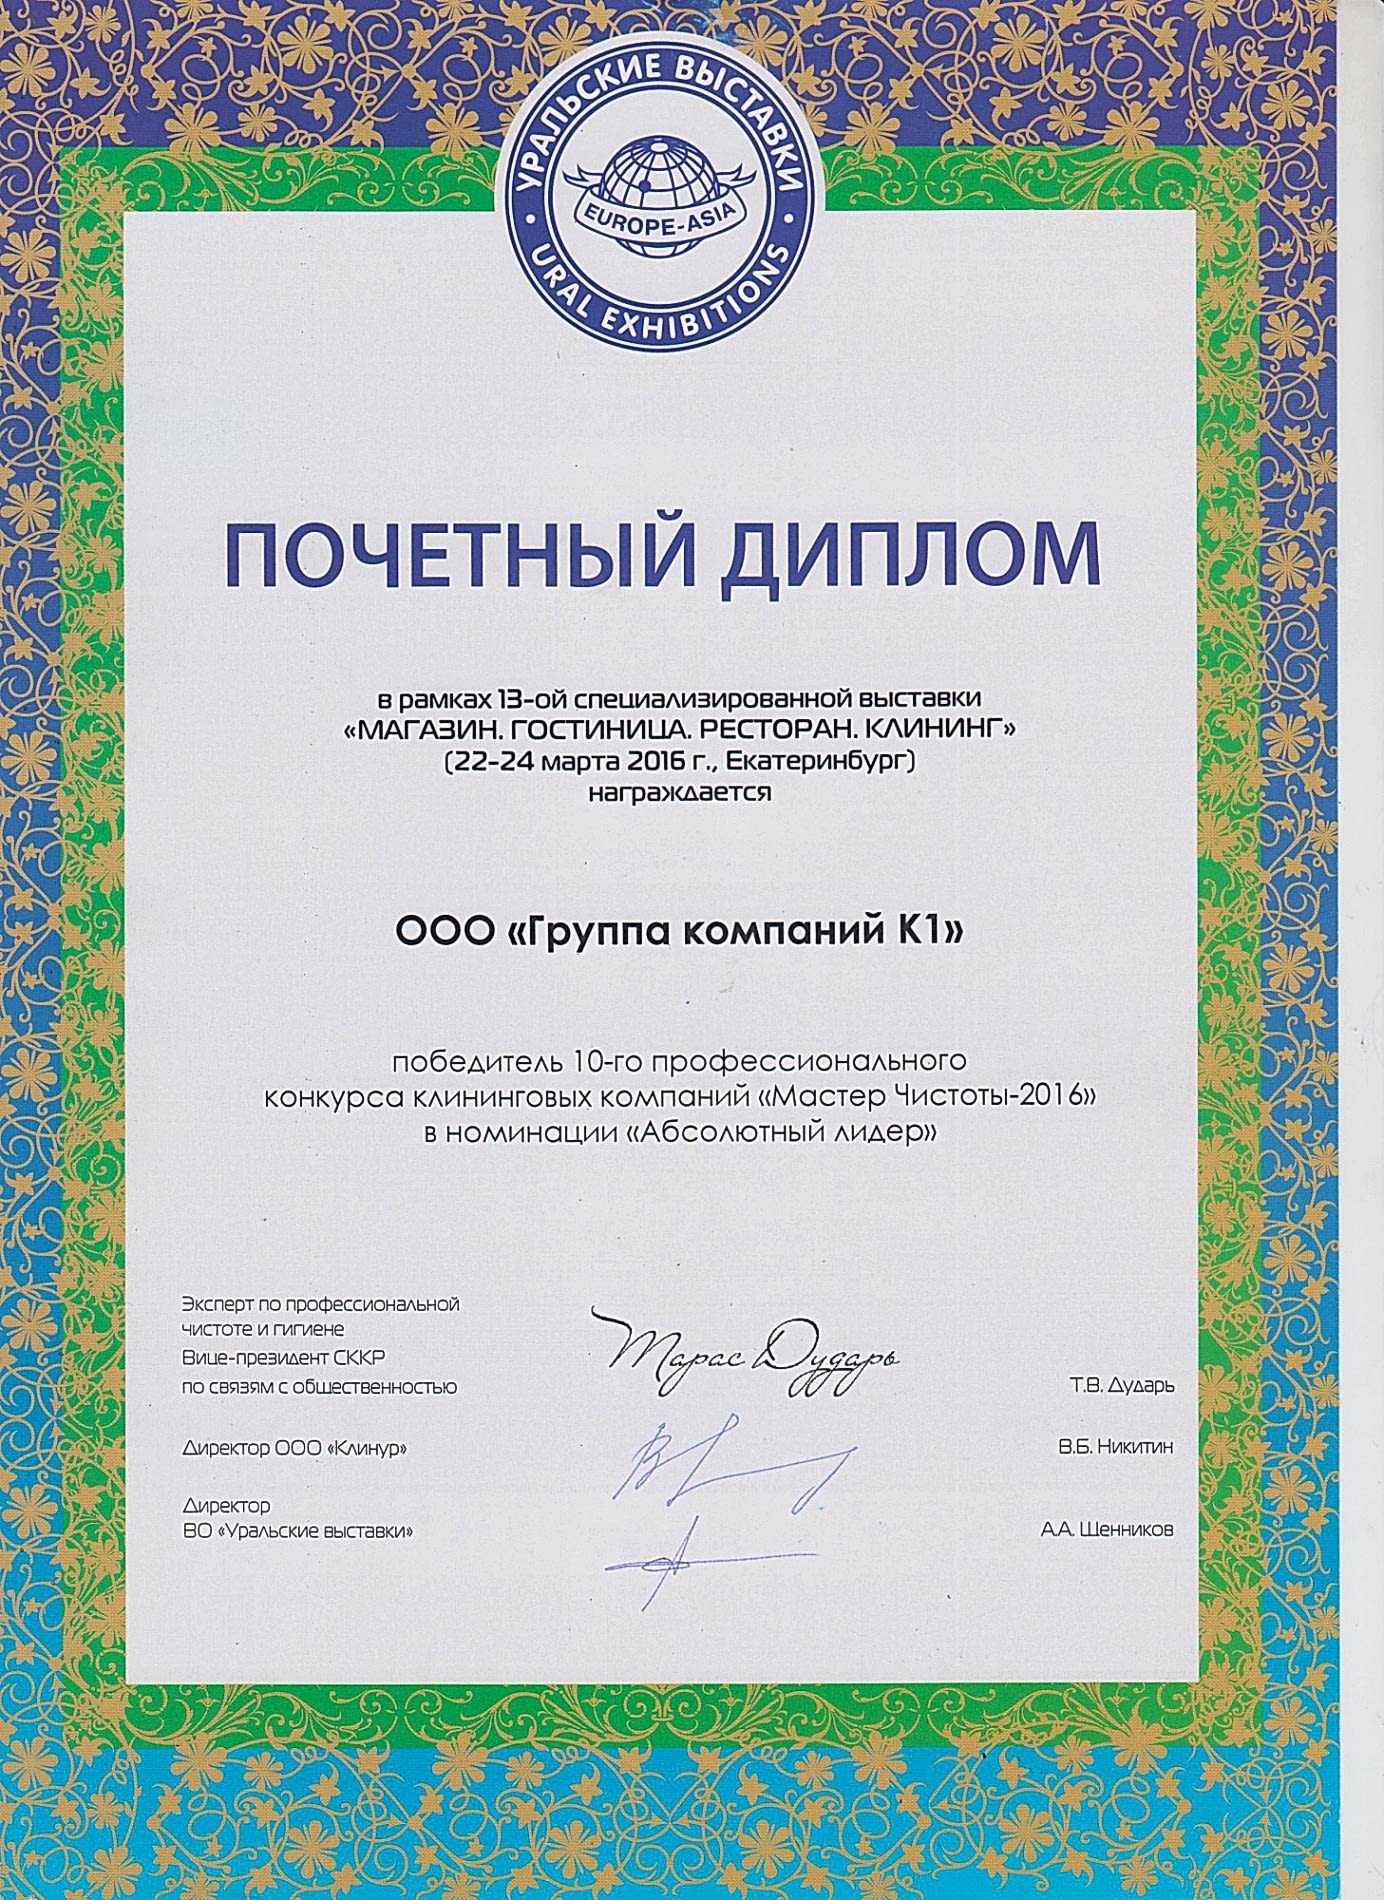 УРАЛЬСКИЕ ВЫСТАВКИ
EUROPE-ASIA
URAL EXHIBITIONS
ПОЧЕТНЫЙ ДИПЛОМ
в рамках 13-ой специализированной выставки
«МАГАЗИН. ГОСТИНИЦА. РЕСТОРАН. КЛИНИНГ»
(22-24 марта 2016 г., Екатеринбург)
награждается
ООО «Группа компаний К1»
победитель 10-го профессионального
конкурса клининговых компаний «Мастер Чистоты-2016»
в номинации «Абсолютный лидер»
Эксперт по профессиональной
чистоте и гигиене
Вице-президент СККР
по связям с общественностью
Тарас Дударь
Т.В. Дударь
Директор ООО «Клинур»
В.Б. Никитин
Директор
ВО «Уральские выставки»
А.А. Щенников